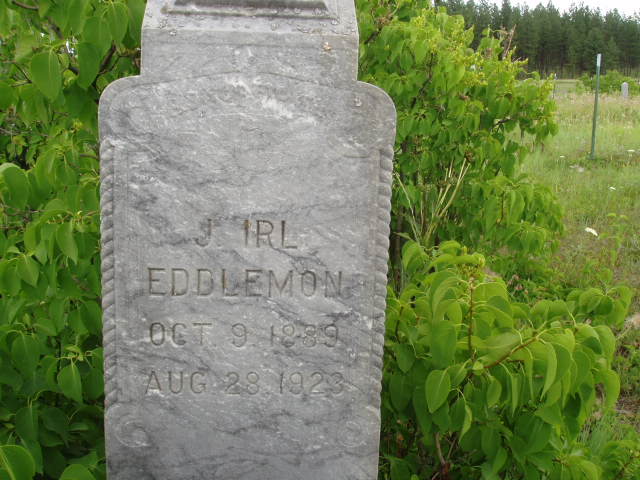 J IRL
EDDLEMON
OCT. 9. 1889
AUG 28. 1923